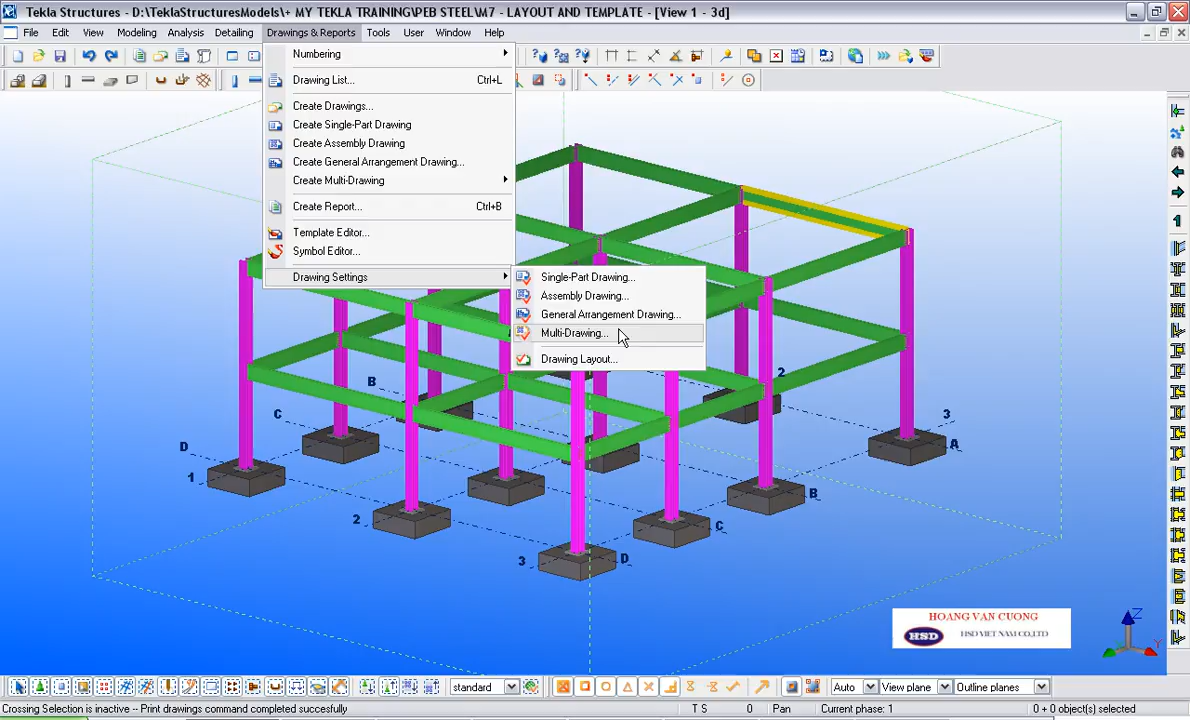 Tekla Structures - D:\TeklaStructuresModels\+ MY TEKLA TRAINING\PEB STEEL\M7 - LAYOUT AND TEMPLATE - [View 1 - 3d]
File Edit View Modeling Analysis Detailing Drawings & Reports Tools User Window Help
Numbering
Drawing List... Ctrl+L
Create Drawings...
Create Single-Part Drawing
Create Assembly Drawing
Create General Arrangement Drawing...
Create Multi-Drawing
Create Report... Ctrl+B
Template Editor...
Symbol Editor...
Drawing Settings
Single-Part Drawing...
Assembly Drawing...
General Arrangement Drawing...
Multi-Drawing...
Drawing Layout...
B
2
C
3
D
A
1
B
2
C
3
D
HOANG VAN CUONG
HSD
HSD VIET NAM CO.,LTD
Z
Y
X
standard
Auto
View plane
Outline planes
Crossing Selection is inactive -- Print drawings command completed succesfully
T S 0 Pan Current phase: 1 0 + 0 object(s) selected